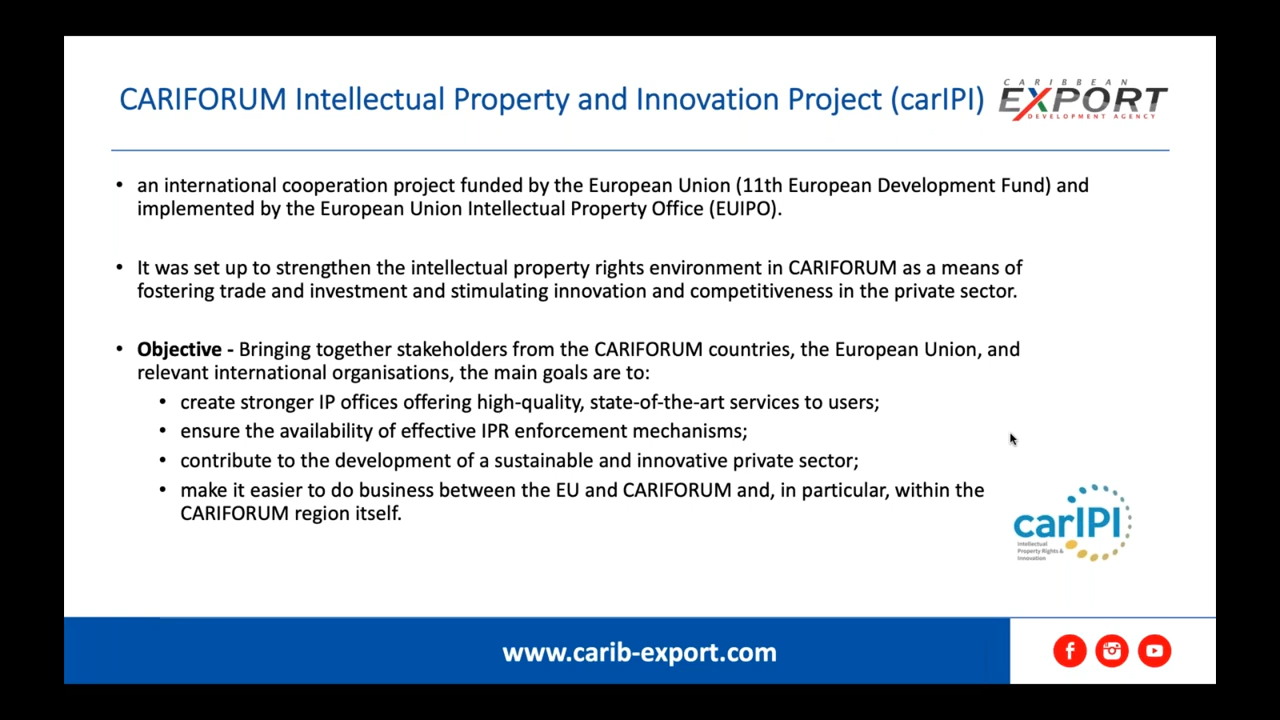 CARIFORUM Intellectual Property and Innovation Project (carIPI)
CARIBBEAN
EXPORT
DEVELOPMENT AGENCY
• an international cooperation project funded by the European Union (11th European Development Fund) and
implemented by the European Union Intellectual Property Office (EUIPO).
• It was set up to strengthen the intellectual property rights environment in CARIFORUM as a means of
fostering trade and investment and stimulating innovation and competitiveness in the private sector.
• Objective - Bringing together stakeholders from the CARIFORUM countries, the European Union, and
relevant international organisations, the main goals are to:
• create stronger IP offices offering high-quality, state-of-the-art services to users;
• ensure the availability of effective IPR enforcement mechanisms;
• contribute to the development of a sustainable and innovative private sector;
• make it easier to do business between the EU and CARIFORUM and, in particular, within the
CARIFORUM region itself.
carIPI
Intellectual
Property Rights &
Innovation
www.carib-export.com